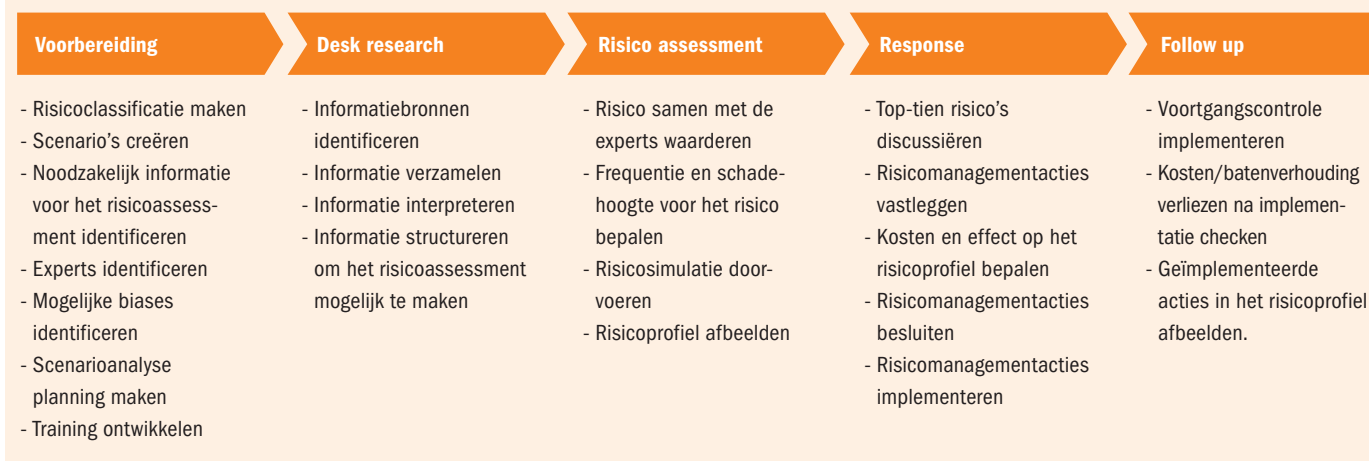 Voorbereiding
- Risicoclassificatie maken
- Scenario's creëren
- Noodzakelijk informatie
voor het risicoassess-
ment identificeren
- Experts identificeren
- Mogelijke biases
identificeren
- Scenarioanalyse
planning maken
- Training ontwikkelen
Desk research
- Informatiebronnen
identificeren
- Informatie verzamelen
- Informatie interpreteren
- Informatie structureren
om het risicoassessment
mogelijk te maken
Risico assessment
- Risico samen met de
experts waarderen
- Frequentie en schade-
hoogte voor het risico
bepalen
- Risicosimulatie door-
voeren
- Risicoprofiel afbeelden
Response
- Top-tien risico's
discussiëren
- Risicomanagementacties
vastleggen
- Kosten en effect op het
risicoprofiel bepalen
- Risicomanagementacties
besluiten
- Risicomanagementacties
implementeren
Follow up
- Voortgangscontrole
implementeren
- Kosten/batenverhouding
verliezen na implemen-
tatie checken
- Geïmplementeerde
acties in het risicoprofiel
afbeelden.